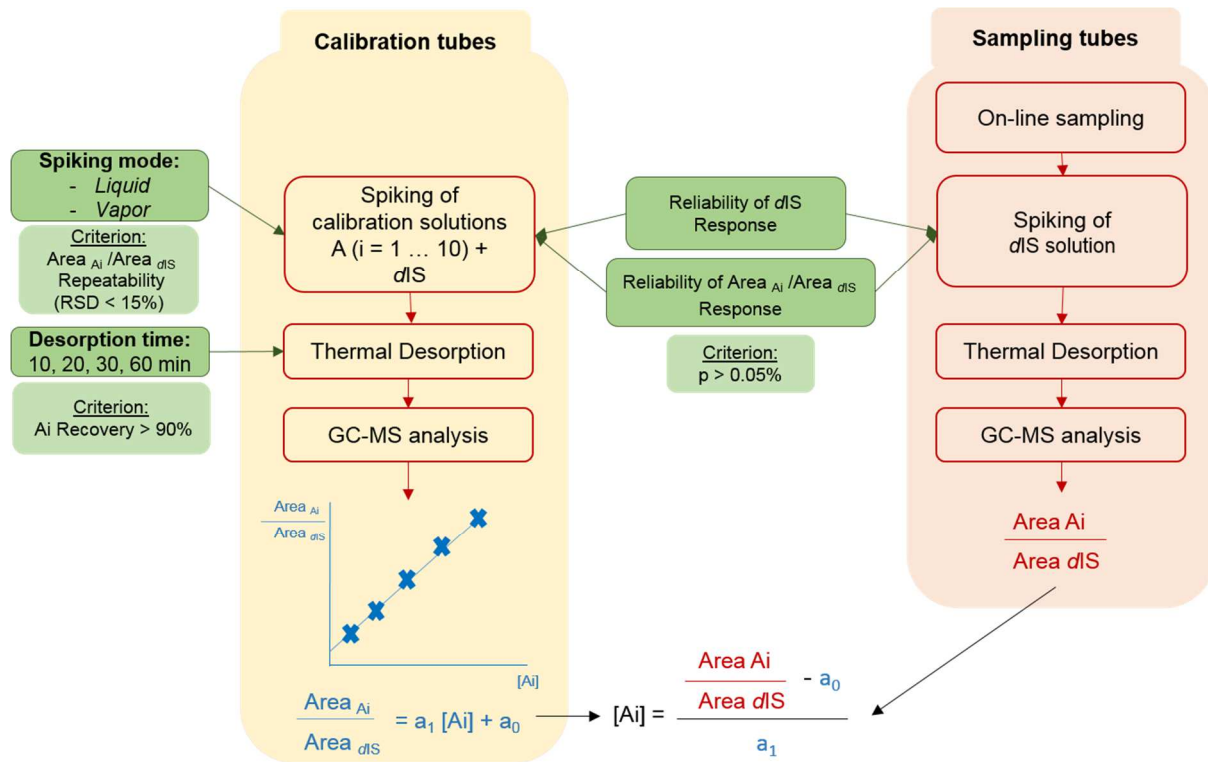 Calibration tubes
Sampling tubes
On-line sampling
Spiking mode:
- Liquid
- Vapor
Criterion:
Area Ai /Area dIS
Repeatability
(RSD < 15%)
Desorption time:
10, 20, 30, 60 min
Criterion:
Ai Recovery > 90%
Spiking of
calibration solutions
A (i = 1 ... 10) +
dIS
Thermal Desorption
GC-MS analysis
Reliability of dIS
Response
Reliability of Area Ai /Area dIS
Response
Criterion:
p > 0.05%
Spiking of
dIS solution
Thermal Desorption
GC-MS analysis
Area Ai
Area dIS
Area Ai
Area dIS
[Ai]
Area Ai
Area dIS
= a1 [Ai] + a0
[Ai] =
Area Ai
Area dIS
- a0
a1